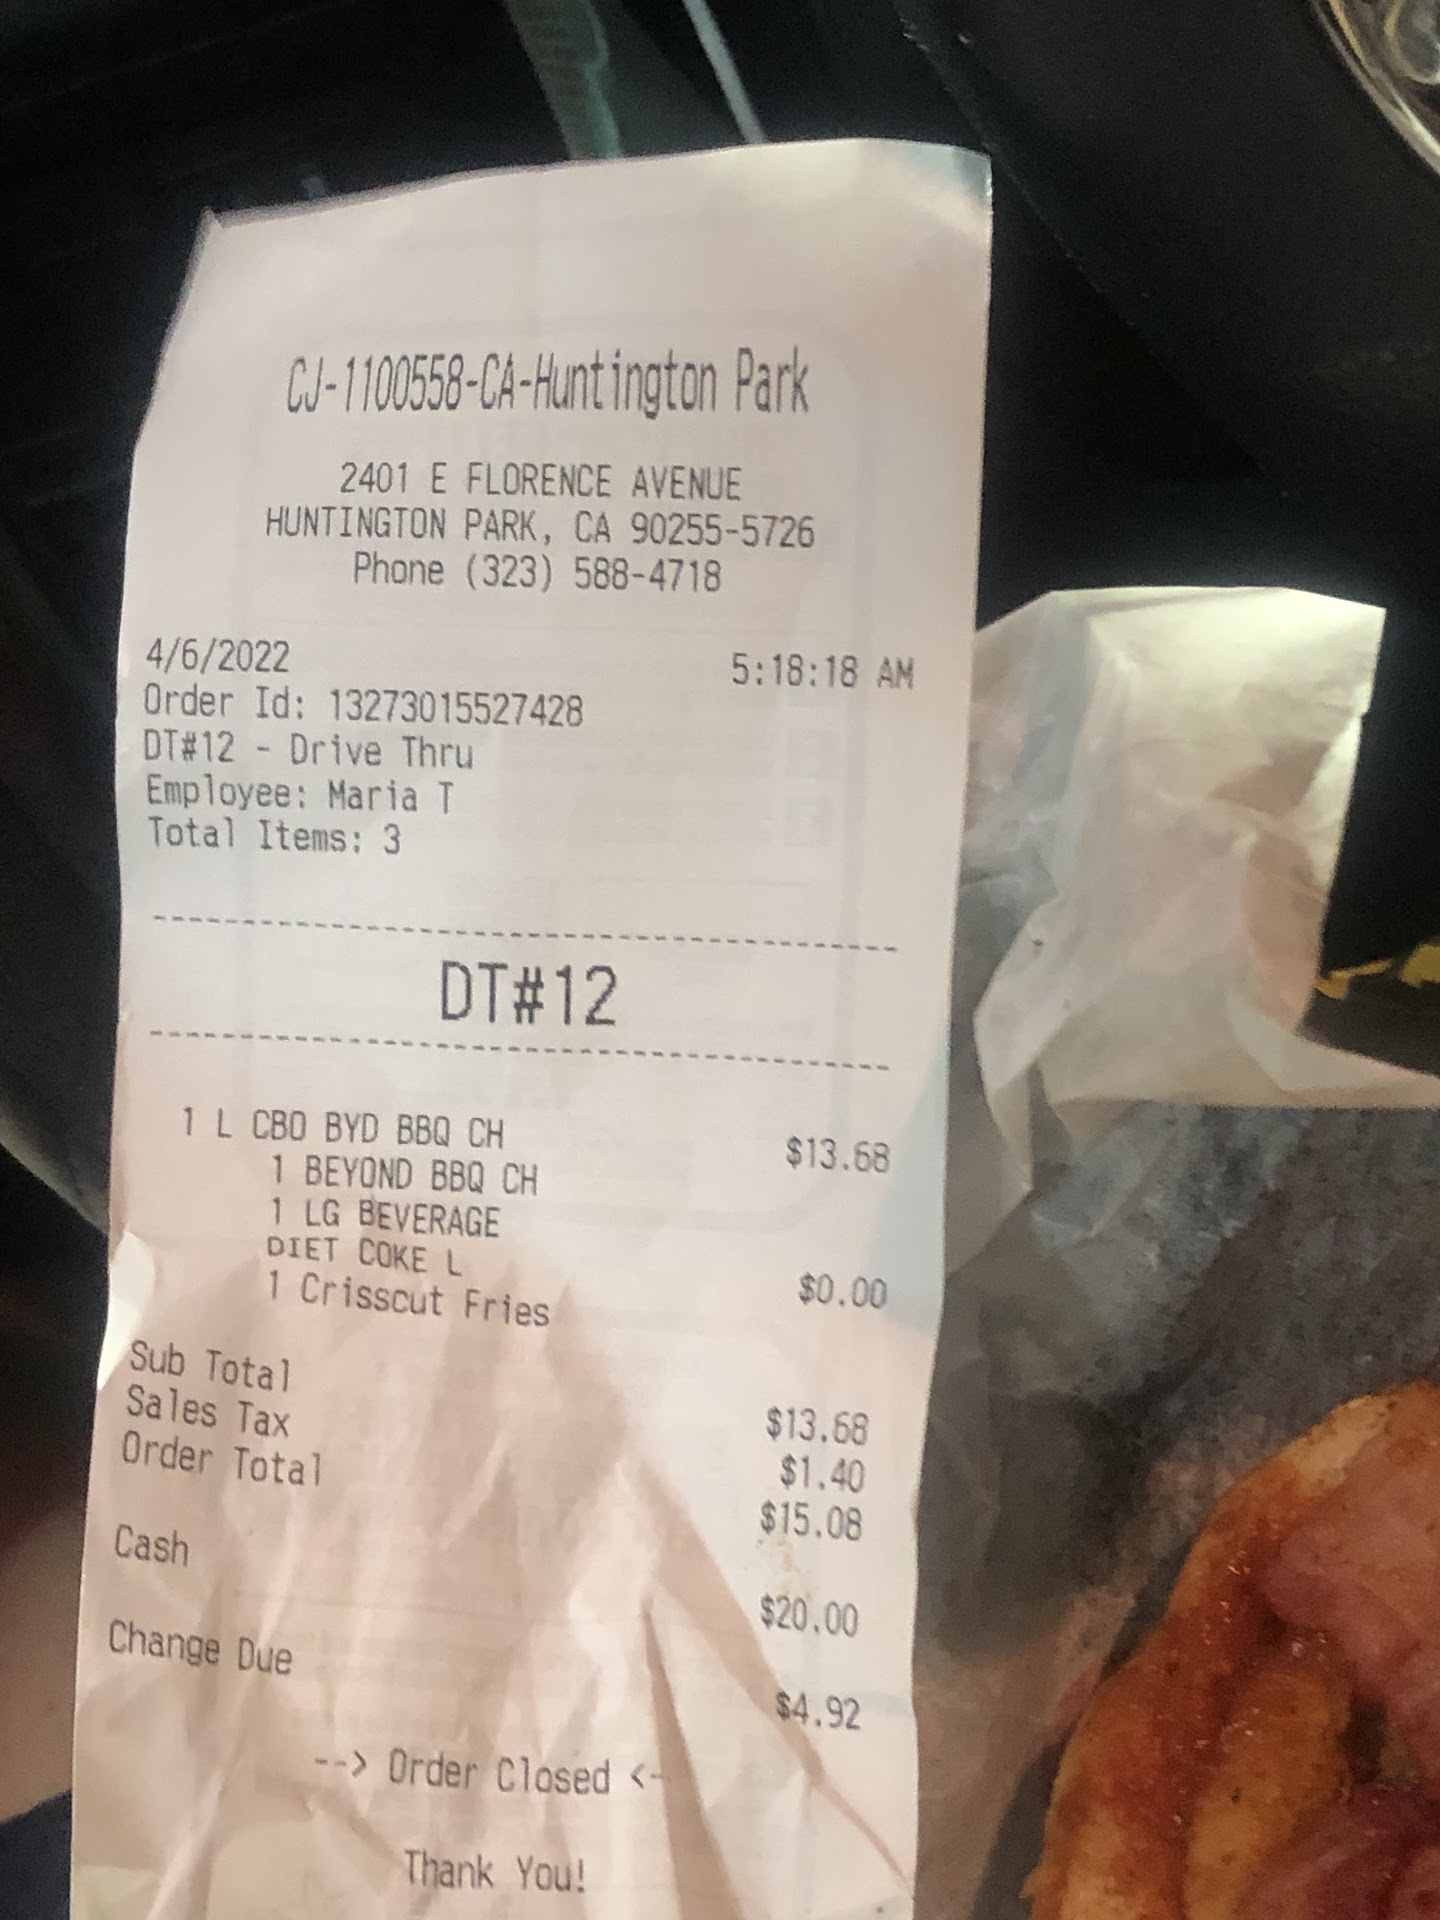 CJ-1100558-CA-Huntington Park
2401 E FLORENCE AVENUE
HUNTINGTON PARK, CA 90255-5726
Phone (323) 588-4718
4/6/2022 5:18:18 AM
Order Id: 13273015527428
DT#12 - Drive Thru
Employee: Maria T
Total Items: 3
DT#12
1 L CBO BYD BBQ CH $13.68
1 BEYOND BBQ CH
1 LG BEVERAGE
DIET COKE L $0.00
1 Crisscut Fries
Sub Total $13.68
Sales Tax $1.40
Order Total $15.08
Cash $20.00
Change Due $4.92
--> Order Closed <-
Thank You!